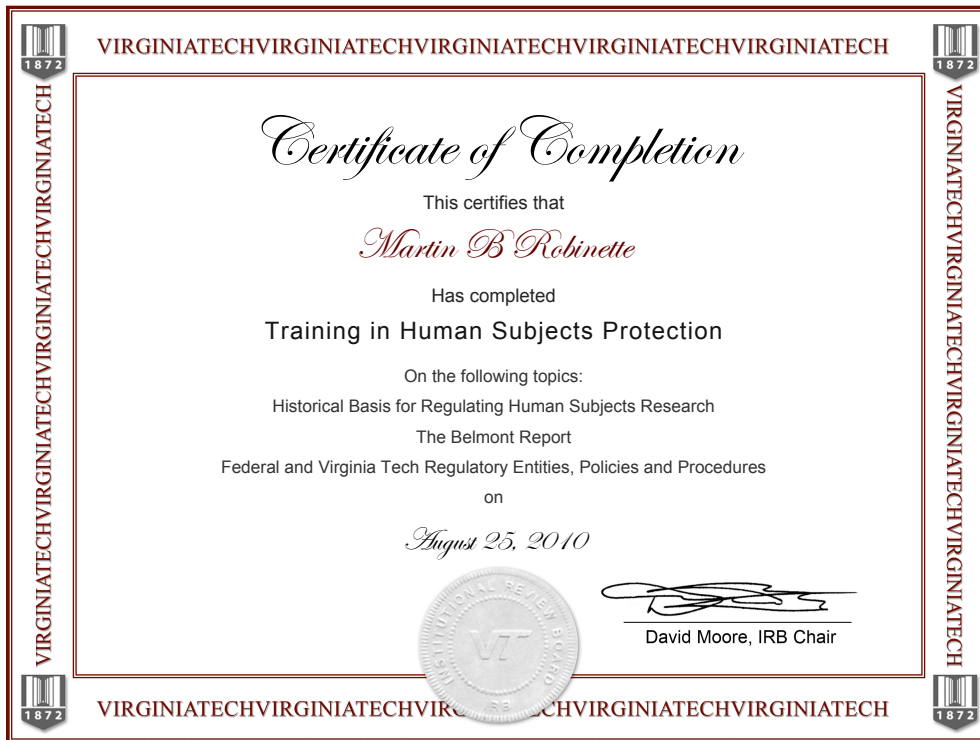 VIRGINIATECHVIRGINIATECHVIRGINIATECHVIRGINIATECHVIRGINIATECH
1872
1872
VIRGINIATECHVIRGINIATECHVIRGINIATECHVIRGINIATECH
VIRGINIATECHVIRGINIATECHVIRGINIATECHVIRGINIATECH
Certificate of Completion
This certifies that
Martin B Robinette
Has completed
Training in Human Subjects Protection
On the following topics:
Historical Basis for Regulating Human Subjects Research
The Belmont Report
Federal and Virginia Tech Regulatory Entities, Policies and Procedures
on
August 25, 2010
INSTITUTIONAL REVIEW BOARD
VT
David Moore, IRB Chair
1872
VIRGINIATECHVIRGINIATECHVIR CHVIRGINIATECHVIRGINIATECH
1872